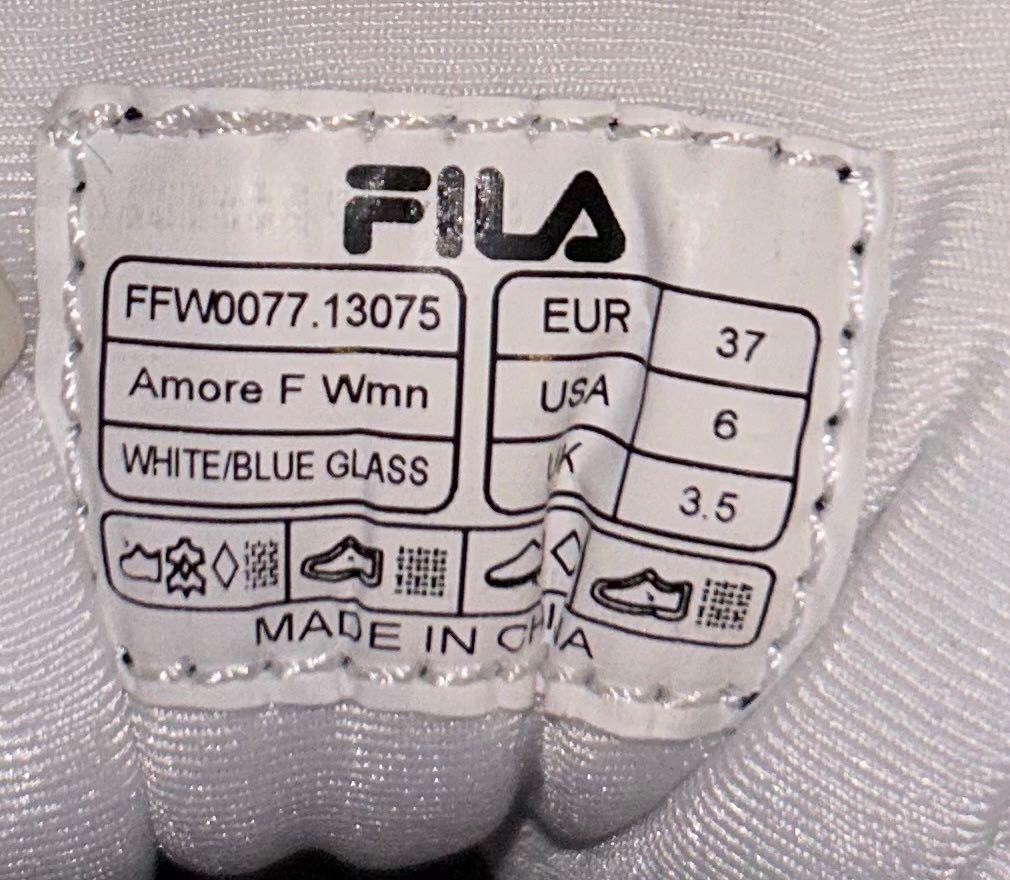 FILA
FFW0077.13075
Amore F Wmn
WHITE/BLUE GLASS
EUR 37
USA 6
UK 3.5
MADE IN CHINA